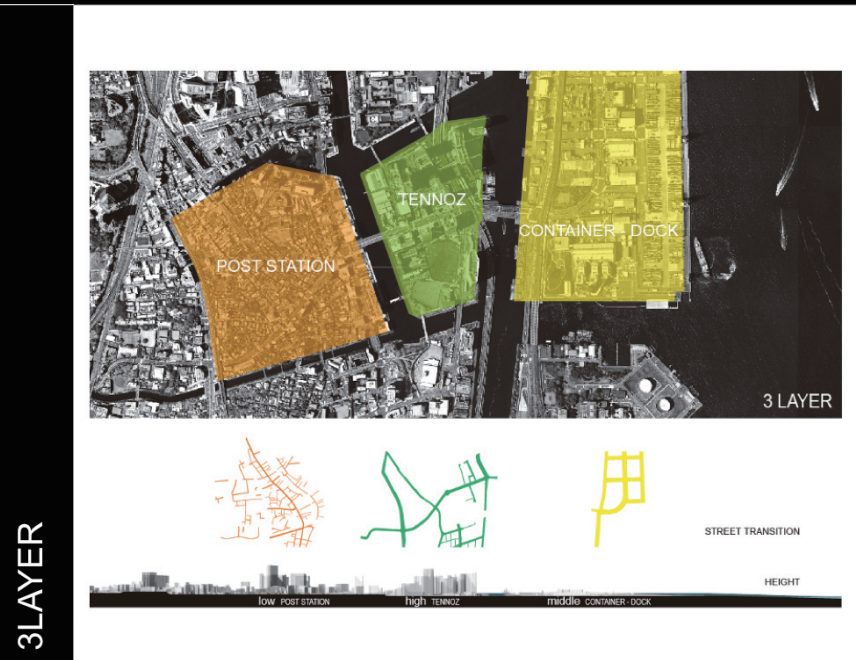 3LAYER
TENNOZ
CONTAINER - DOCK
POST STATION
3 LAYER
STREET TRANSITION
HEIGHT
low POST STATION
high TENNOZ
middle CONTAINER - DOCK